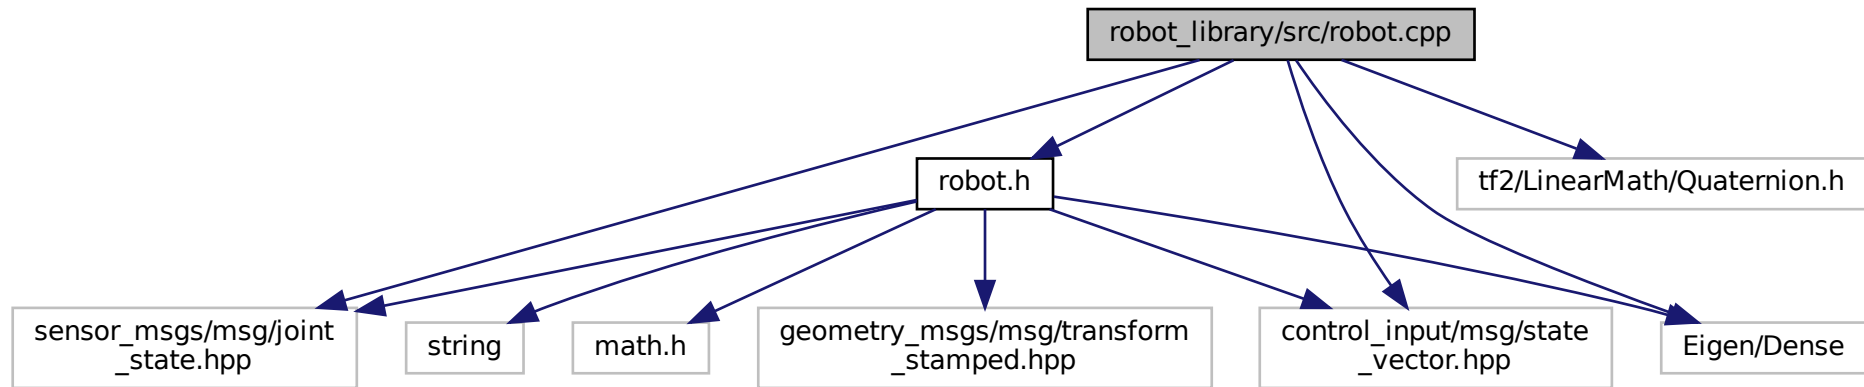 robot_library/src/robot.cpp
robot.h
tf2/LinearMath/Quaternion.h
sensor_msgs/msg/joint
_state.hpp
string
math.h
geometry_msgs/msg/transform
_stamped.hpp
control_input/msg/state
_vector.hpp
Eigen/Dense